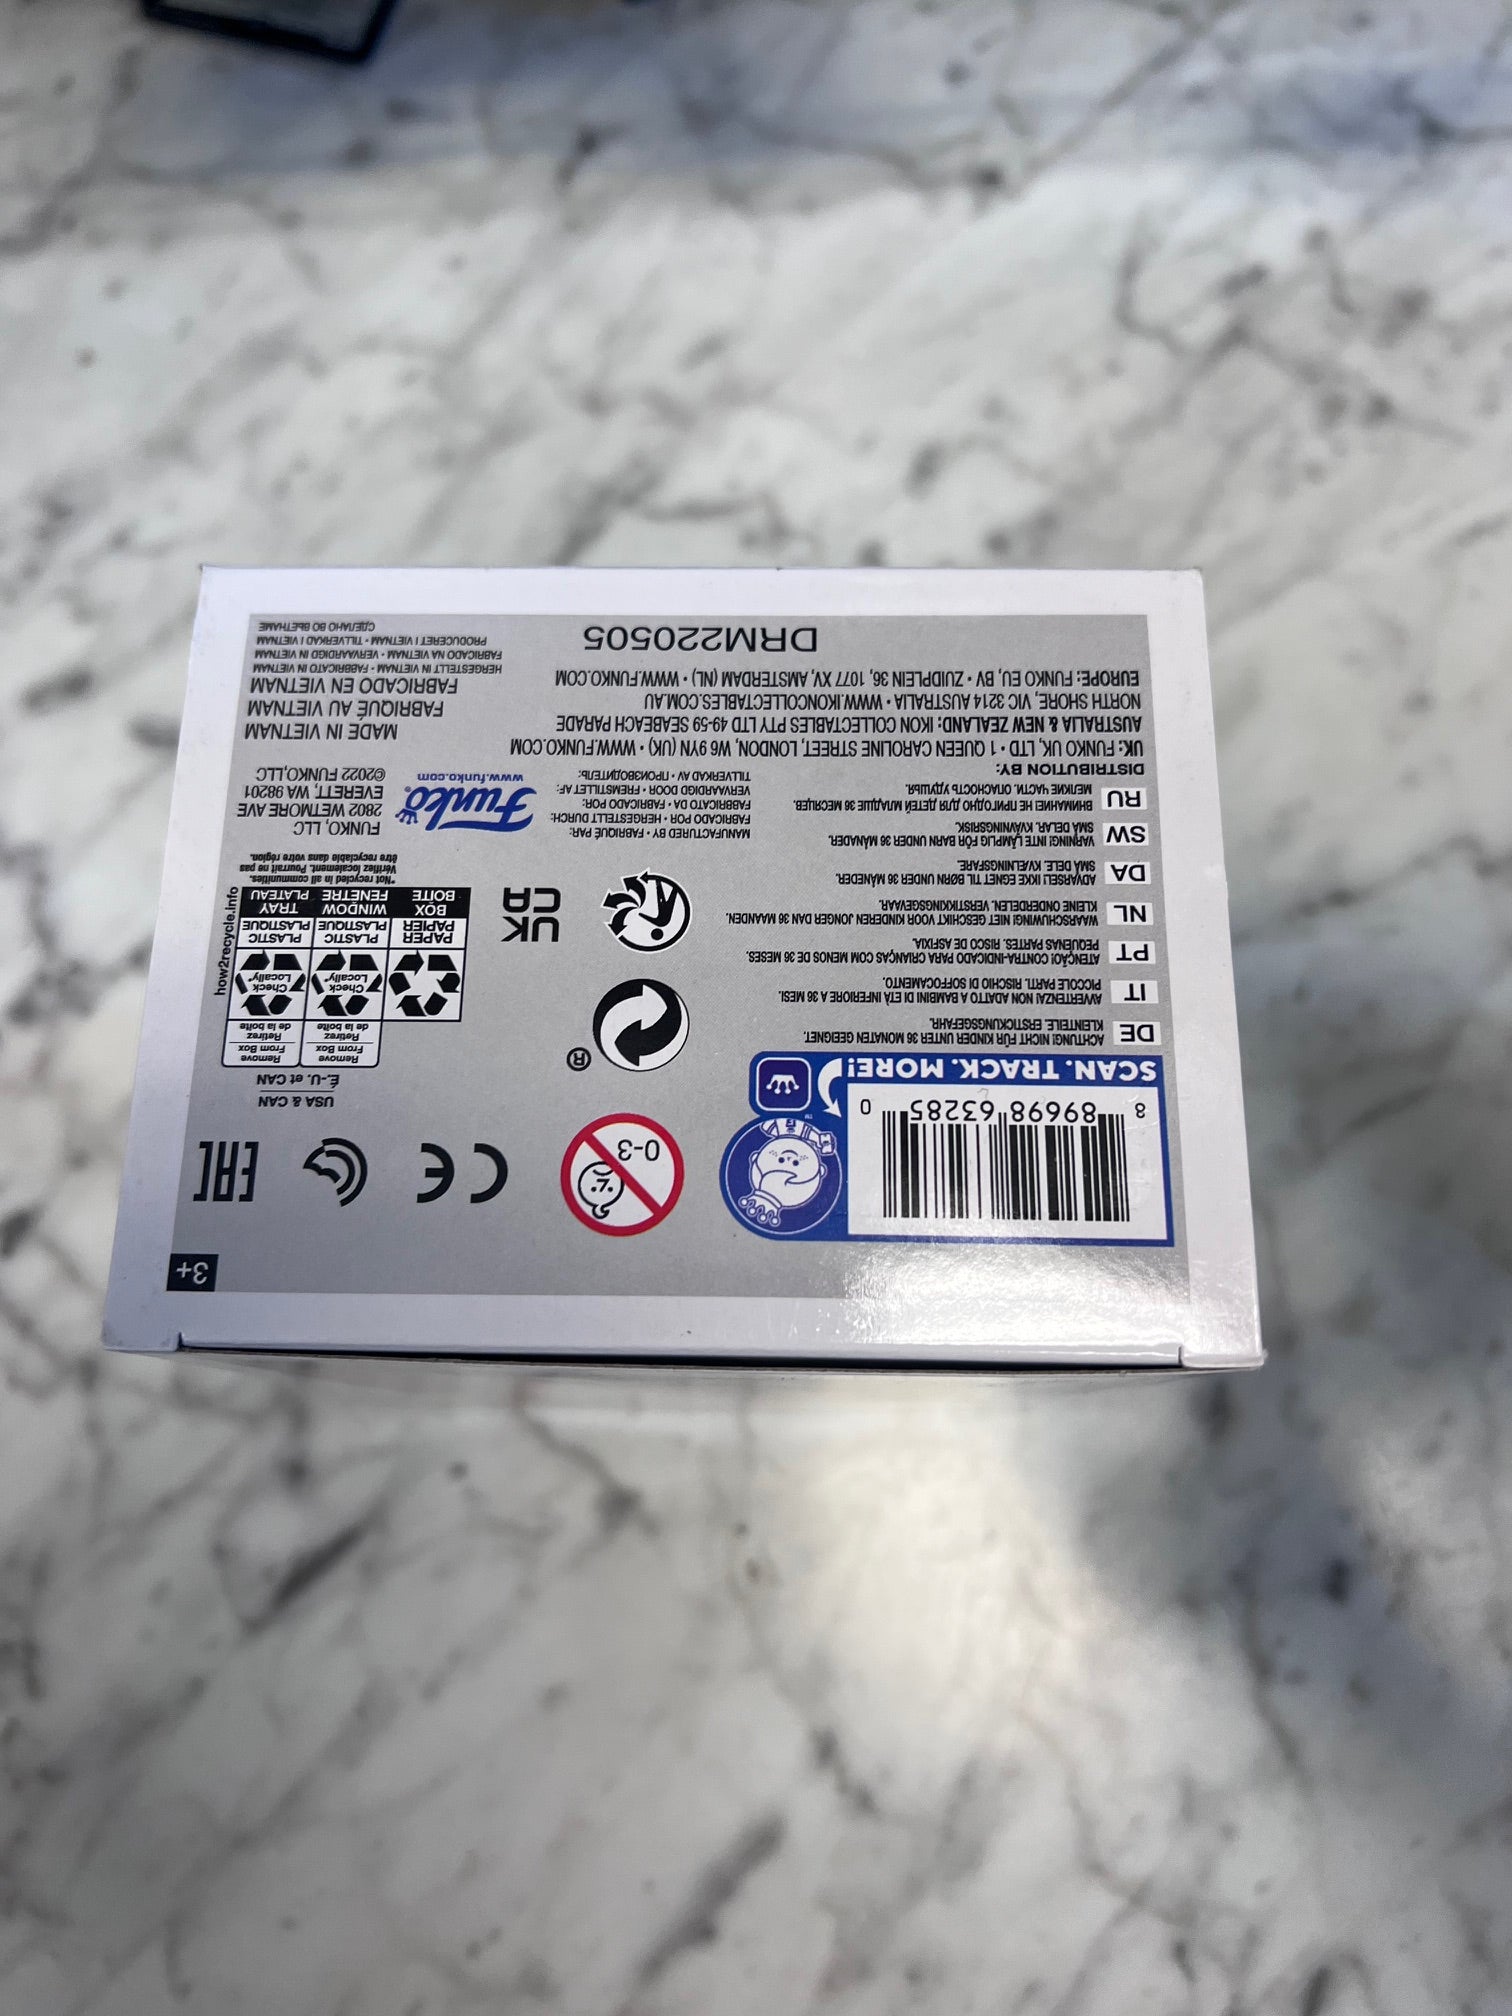 3+
8 89698 63285 0
™
SCAN. TRACK. MORE!
0-3
CE
EAC
DE ACHTUNG! NICHT FÜR KINDER UNTER 36 MONATEN GEEIGNET.
KLEINTEILE. ERSTICKUNGSGEFAHR.
IT AVVERTENZA! NON ADATTO A BAMBINI DI ETÀ INFERIORE A 36 MESI.
PICCOLE PARTI. RISCHIO DI SOFFOCAMENTO.
PT ATENÇÃO! CONTRA-INDICADO PARA CRIANÇAS COM MENOS DE 36 MESES.
PEQUENAS PARTES. RISCO DE ASFIXIA.
NL WAARSCHUWING! NIET GESCHIKT VOOR KINDEREN JONGER DAN 36 MAANDEN.
KLEINE ONDERDELEN. VERSTIKKINGSGEVAAR.
DA ADVARSEL! IKKE EGNET TIL BØRN UNDER 36 MÅNEDER.
SMÅ DELE. KVÆLNINGSFARE.
SW VARNING! INTE LÄMPLIG FÖR BARN UNDER 36 MÅNADER.
SMÅ DELAR. KVÄVNINGSRISK.
RU ВНИМАНИЕ! НЕ ПРИГОДНО ДЛЯ ДЕТЕЙ МЛАДШЕ 36 МЕСЯЦЕВ.
МЕЛКИЕ ЧАСТИ. ОПАСНОСТЬ УДУШЬЯ.
®
UK
CA
USA & CAN
É.-U. et CAN
Remove
From Box
Retirez
de la boîte
Remove
From Box
Retirez
de la boîte
Check
Locally*
Check
Locally*
PAPER
PAPIER
PLASTIC
PLASTIQUE
PLASTIC
PLASTIQUE
BOX
BOÎTE
WINDOW
FENÊTRE
TRAY
PLATEAU
how2recycle.info
*Not recycled in all communities.
Vérifiez localement. Pourrait ne pas
être recyclable dans votre région.
MANUFACTURED BY • FABRIQUÉ PAR:
FABRICADO POR • HERGESTELLT DURCH:
FABBRICATO DA • FABRICADO POR:
VERVAARDIGD DOOR • FREMSTILLET AF:
TILLVERKAD AV • ПРОИЗВОДИТЕЛЬ:
Funko®
www.funko.com
FUNKO, LLC
2802 WETMORE AVE
EVERETT, WA 98201
©2022 FUNKO,LLC
DISTRIBUTION BY:
UK: FUNKO UK, LTD • 1 QUEEN CAROLINE STREET, LONDON, W6 9YN (UK) • WWW.FUNKO.COM
AUSTRALIA & NEW ZEALAND: IKON COLLECTABLES PTY LTD 49-59 SEABEACH PARADE
NORTH SHORE, VIC 3214 AUSTRALIA • WWW.IKONCOLLECTABLES.COM.AU
EUROPE: FUNKO EU, BV • ZUIDPLEIN 36, 1077 XV, AMSTERDAM (NL) • WWW.FUNKO.COM
MADE IN VIETNAM
FABRIQUÉ AU VIETNAM
FABRICADO EN VIETNAM
HERGESTELLT IN VIETNAM • FABBRICATO IN VIETNAM
FABRICADO NA VIETNAM • VERVAARDIGD IN VIETNAM
PRODUCERET I VIETNAM • TILLVERKAD I VIETNAM
СДЕЛАНО ВО ВЬЕТНАМЕ
DRM220505